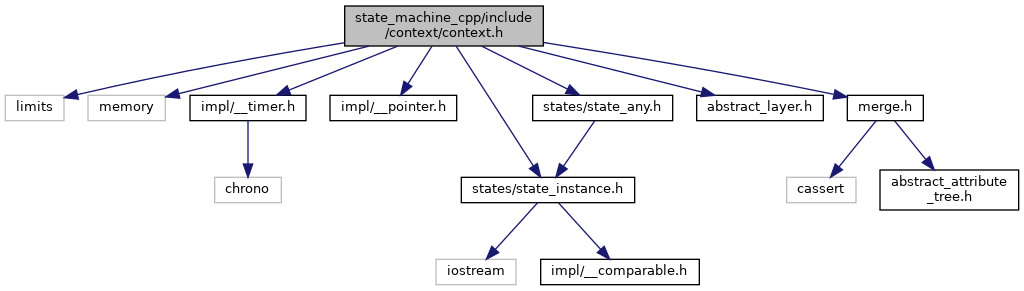 state_machine_cpp/include
/context/context.h
limits
memory
impl/__timer.h
impl/__pointer.h
states/state_any.h
abstract_layer.h
merge.h
chrono
states/state_instance.h
cassert
abstract_attribute
_tree.h
iostream
impl/__comparable.h